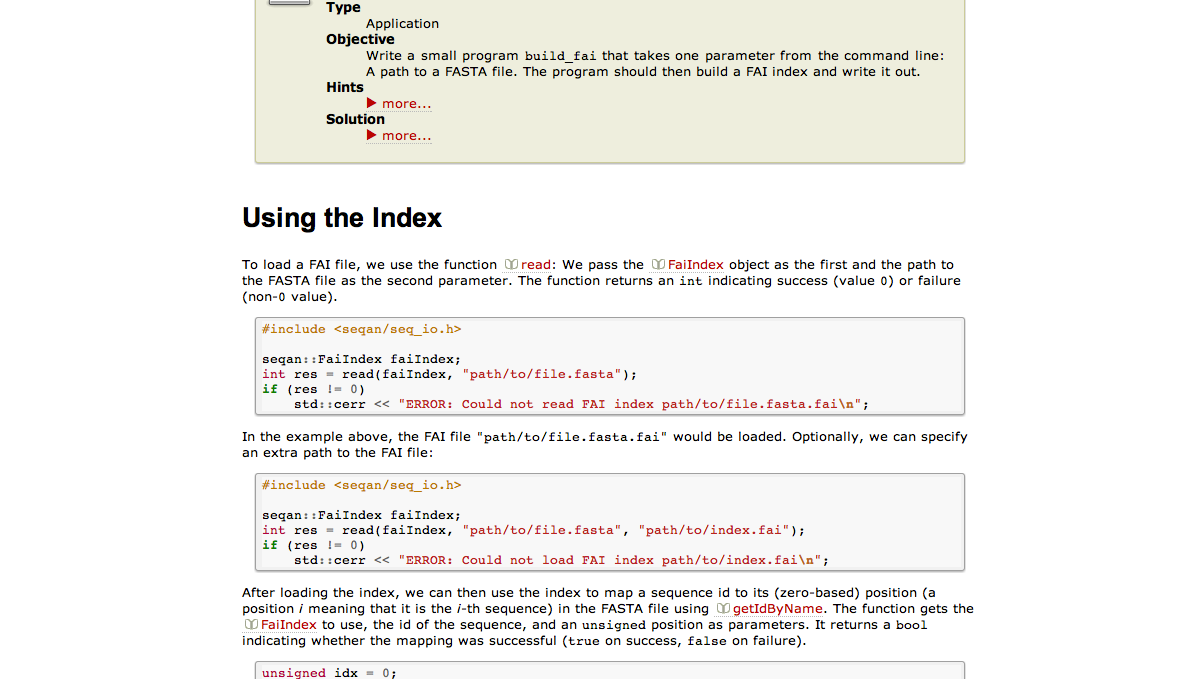 Type
Application
Objective
Write a small program build_fai that takes one parameter from the command line:
A path to a FASTA file. The program should then build a FAI index and write it out.
Hints
more...
Solution
more...
Using the Index
To load a FAI file, we use the function read: We pass the FaiIndex object as the first and the path to
the FASTA file as the second parameter. The function returns an int indicating success (value 0) or failure
(non-0 value).
#include <seqan/seq_io.h>
seqan::FaiIndex faiIndex;
int res = read(faiIndex, "path/to/file.fasta");
if (res != 0)
    std::cerr << "ERROR: Could not read FAI index path/to/file.fasta.fai\n";
In the example above, the FAI file "path/to/file.fasta.fai" would be loaded. Optionally, we can specify
an extra path to the FAI file:
#include <seqan/seq_io.h>
seqan::FaiIndex faiIndex;
int res = read(faiIndex, "path/to/file.fasta", "path/to/index.fai");
if (res != 0)
    std::cerr << "ERROR: Could not load FAI index path/to/index.fai\n";
After loading the index, we can then use the index to map a sequence id to its (zero-based) position (a
position i meaning that it is the i-th sequence) in the FASTA file using getIdByName. The function gets the
FaiIndex to use, the id of the sequence, and an unsigned position as parameters. It returns a bool
indicating whether the mapping was successful (true on success, false on failure).
unsigned idx = 0;